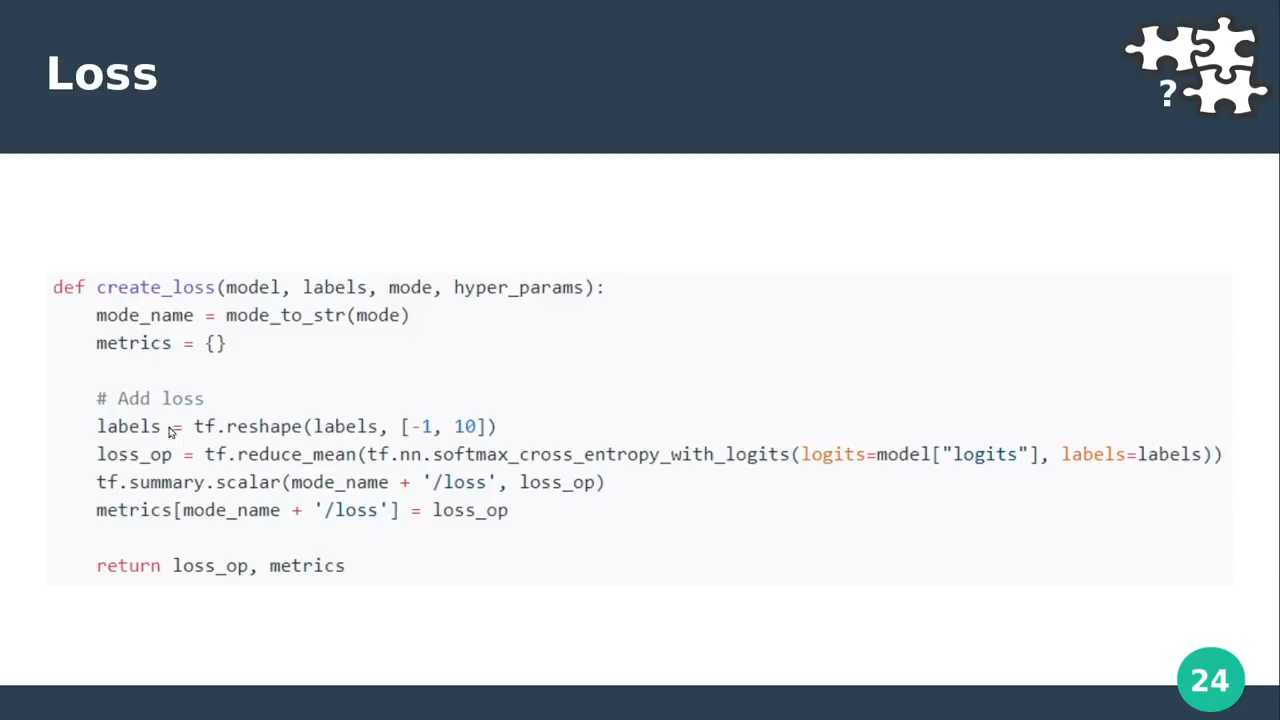 Loss
?
def create_loss(model, labels, mode, hyper_params):
    mode_name = mode_to_str(mode)
    metrics = {}
    # Add loss
    labels = tf.reshape(labels, [-1, 10])
    loss_op = tf.reduce_mean(tf.nn.softmax_cross_entropy_with_logits(logits=model["logits"], labels=labels))
    tf.summary.scalar(mode_name + '/loss', loss_op)
    metrics[mode_name + '/loss'] = loss_op
    return loss_op, metrics
24